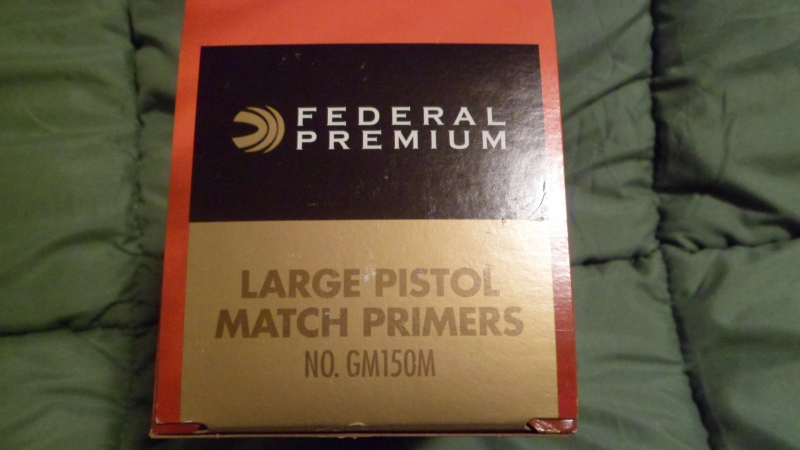 FEDERAL
PREMIUM
LARGE PISTOL
MATCH PRIMERS
NO. GM150M